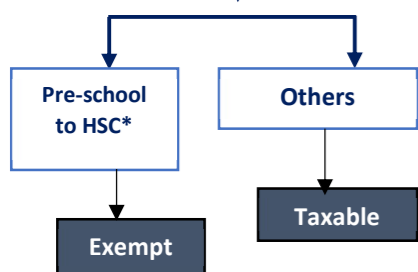 Pre-school
to HSC*
Others
Exempt
Taxable